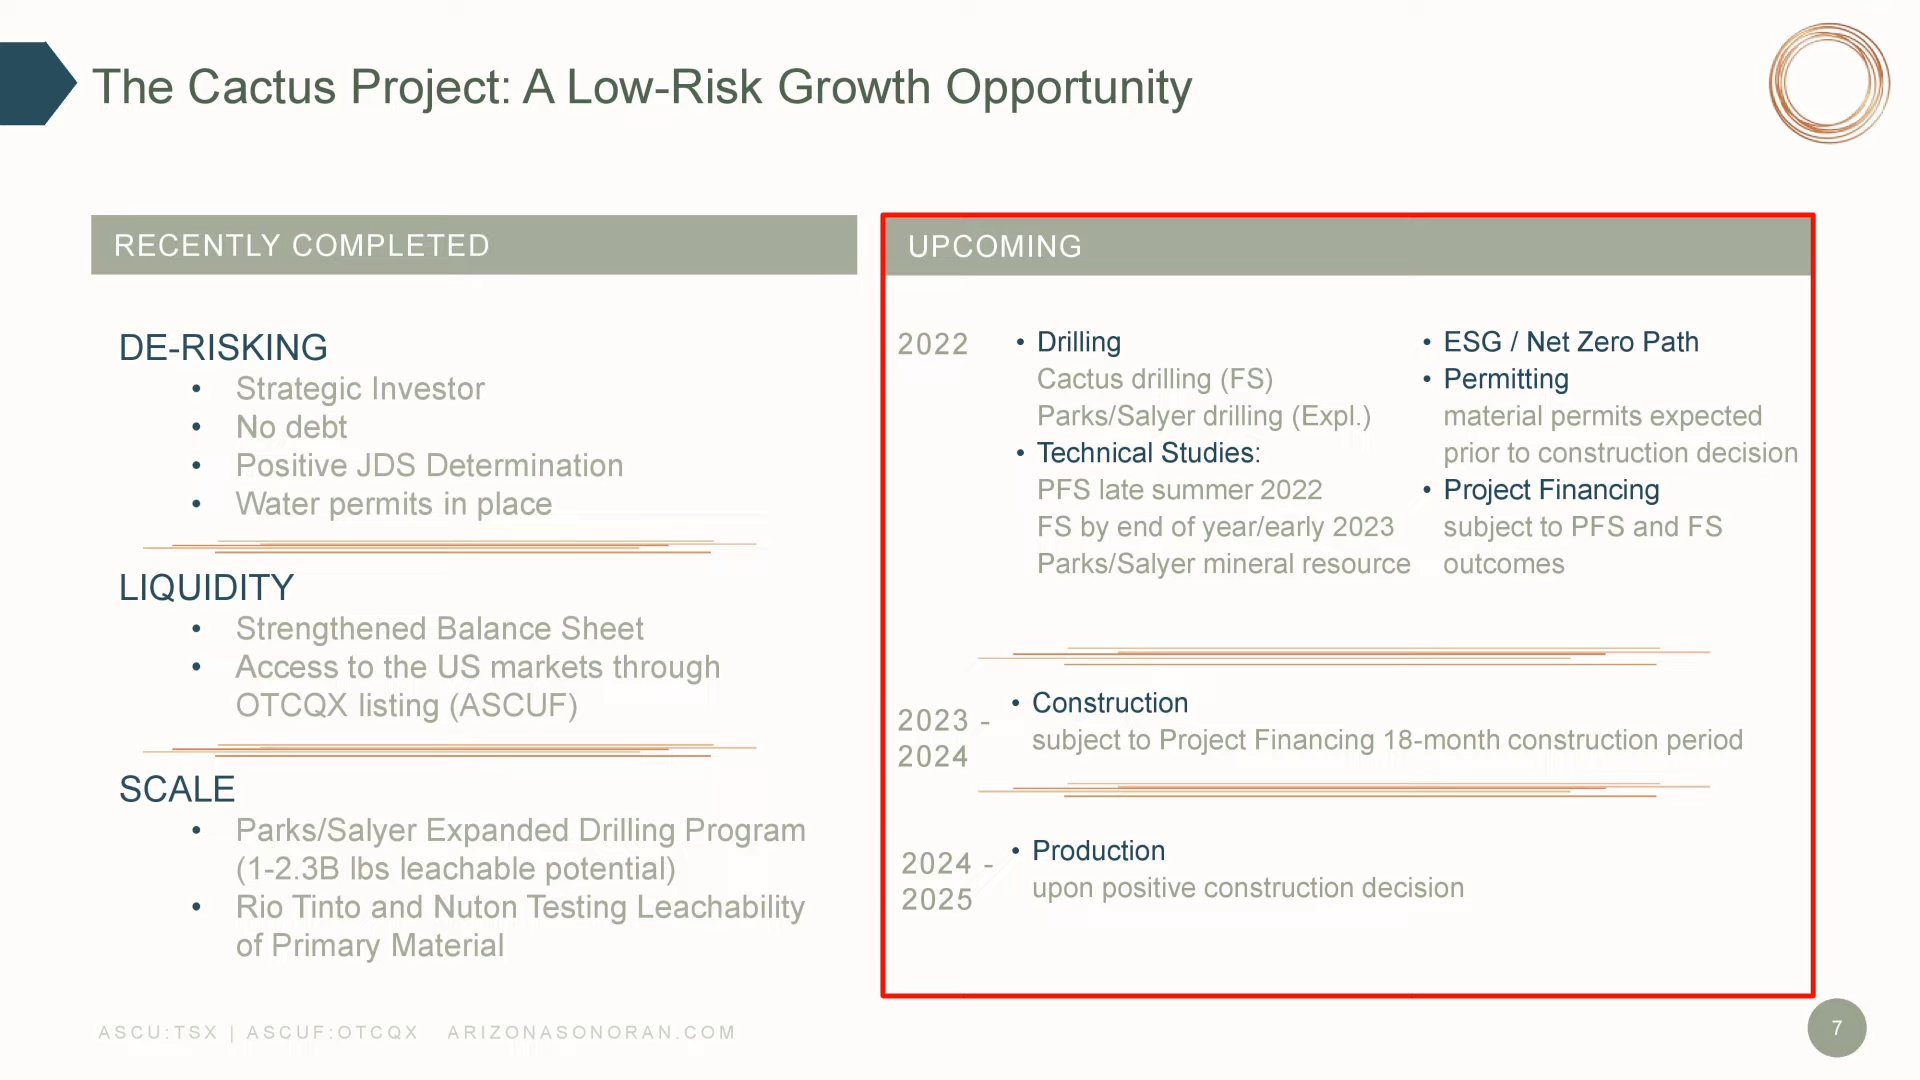 The Cactus Project: A Low-Risk Growth Opportunity
RECENTLY COMPLETED
DE-RISKING
• Strategic Investor
• No debt
• Positive JDS Determination
• Water permits in place
LIQUIDITY
• Strengthened Balance Sheet
• Access to the US markets through
OTCQX listing (ASCUF)
SCALE
• Parks/Salyer Expanded Drilling Program
(1-2.3B lbs leachable potential)
• Rio Tinto and Nuton Testing Leachability
of Primary Material
UPCOMING
2022
• Drilling
Cactus drilling (FS)
Parks/Salyer drilling (Expl.)
• Technical Studies:
PFS late summer 2022
FS by end of year/early 2023
Parks/Salyer mineral resource
• ESG / Net Zero Path
• Permitting
material permits expected
prior to construction decision
• Project Financing
subject to PFS and FS
outcomes
2023 -
2024
• Construction
subject to Project Financing 18-month construction period
2024 -
2025
• Production
upon positive construction decision
ASCU:TSX | ASCUF:OTCQX ARIZONASONORAN.COM
7